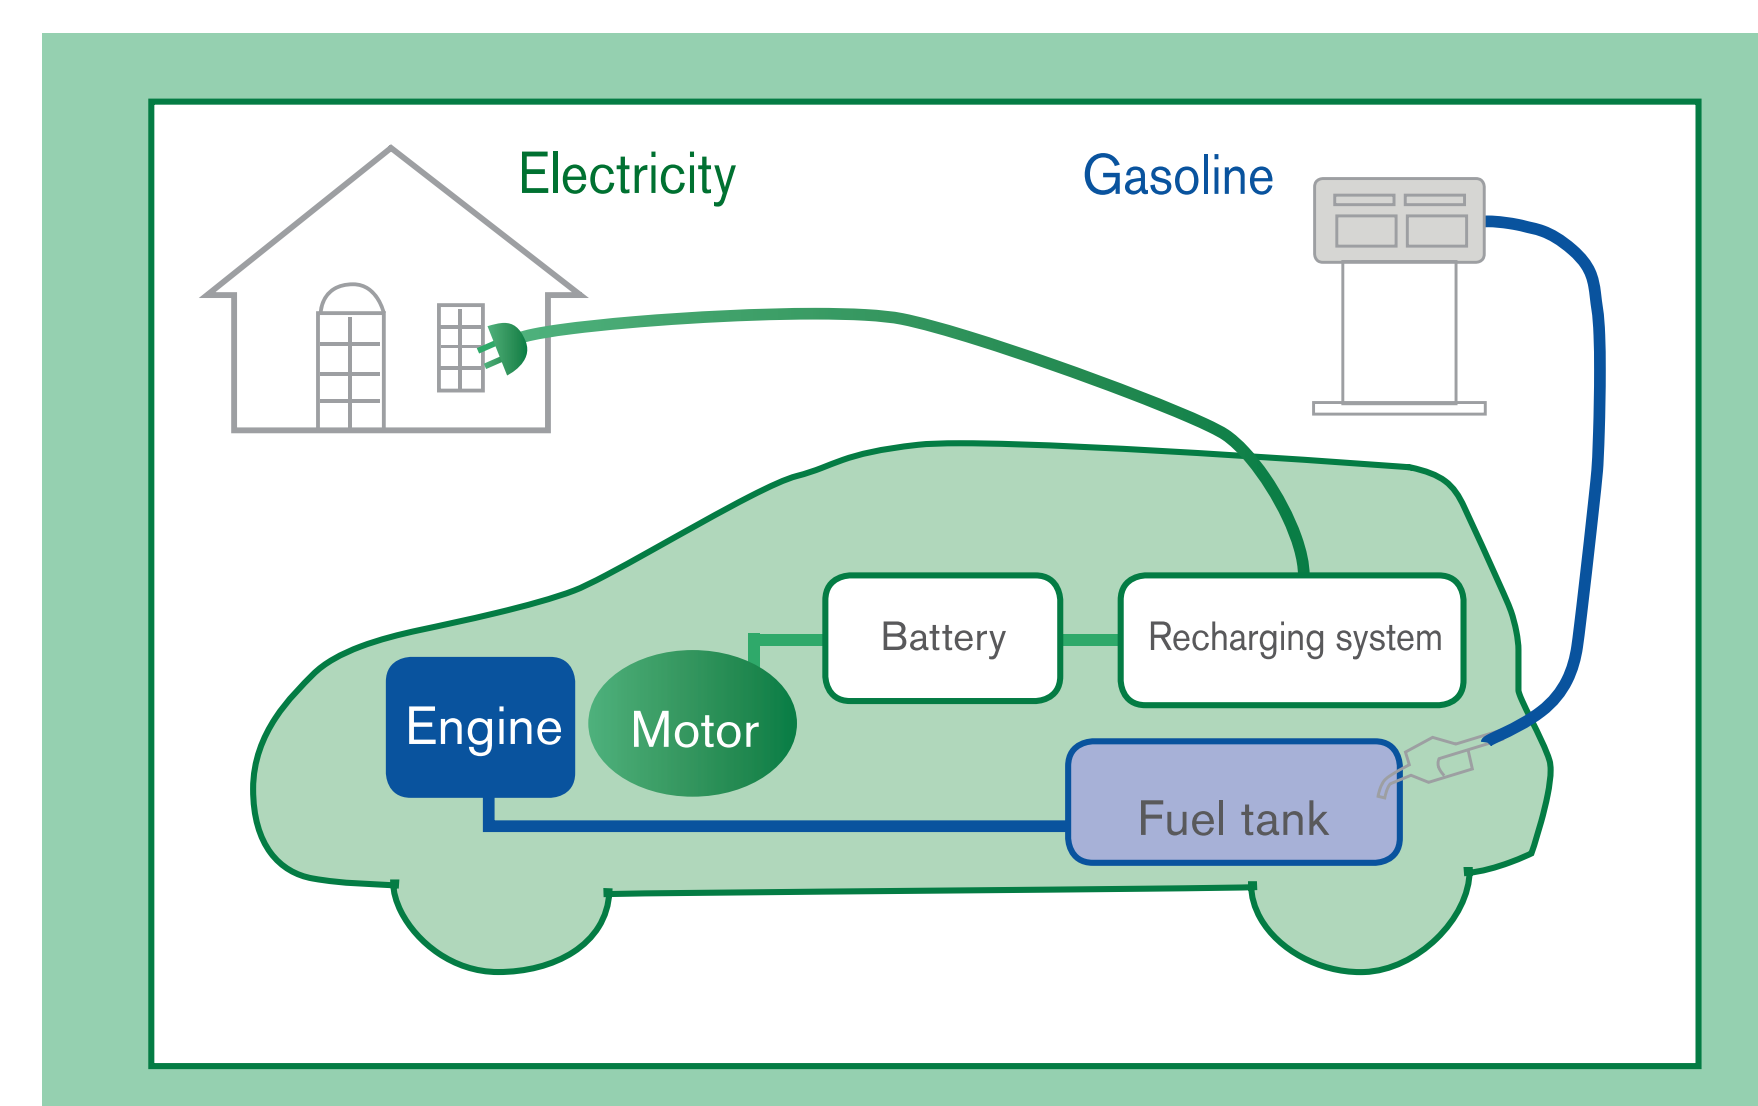 Electricity
Gasoline
Battery
Recharging system
Engine
Motor
Fuel tank